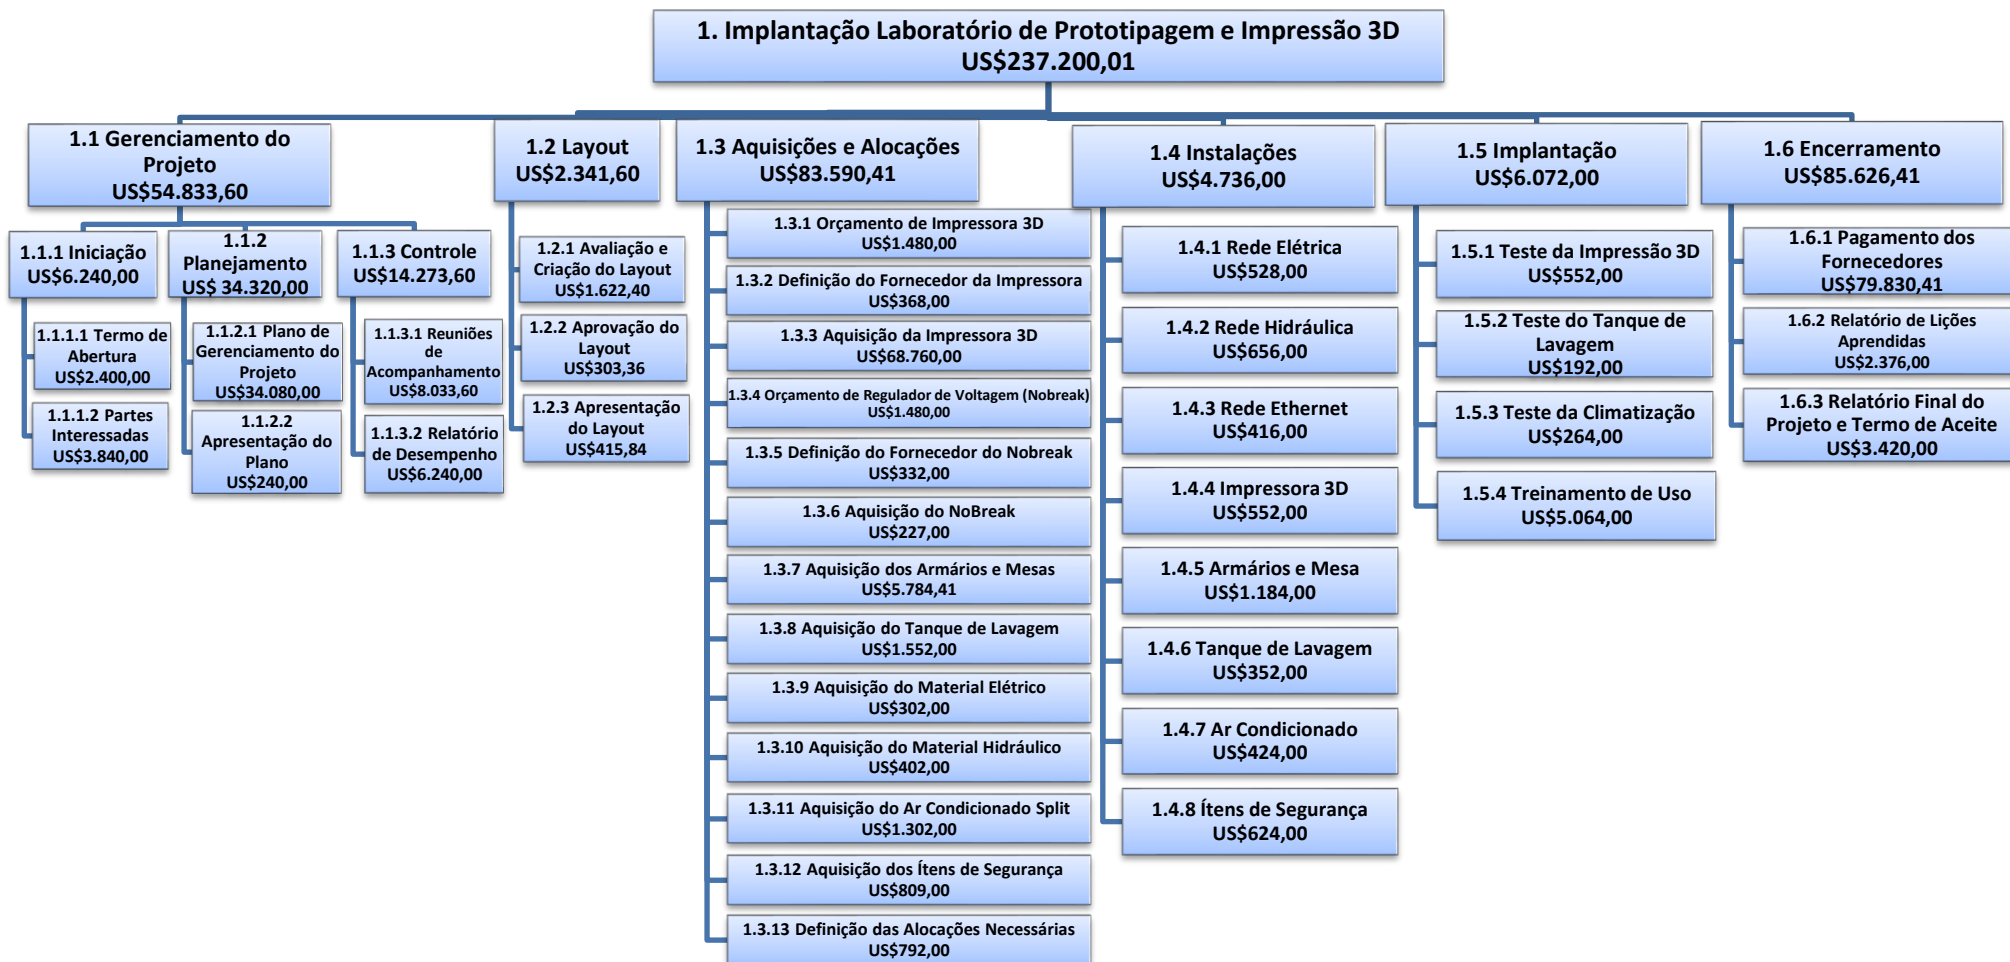 1. Implantação Laboratório de Prototipagem e Impressão 3D
US$237.200,01
1.1 Gerenciamento do
Projeto
US$54.833,60
1.1.1 Iniciação
US$6.240,00
1.1.1.1 Termo de
Abertura
US$2.400,00
1.1.1.2 Partes
Interessadas
US$3.840,00
1.1.2
Planejamento
US$ 34.320,00
1.1.2.1 Plano de
Gerenciamento do
Projeto
US$34.080,00
1.1.2.2
Apresentação do
Plano
US$240,00
1.1.3 Controle
US$14.273,60
1.1.3.1 Reuniões
de
Acompanhamento
US$8.033,60
1.1.3.2 Relatório
de Desempenho
US$6.240,00
1.2 Layout
US$2.341,60
1.2.1 Avaliação e
Criação do Layout
US$1.622,40
1.2.2 Aprovação do
Layout
US$303,36
1.2.3 Apresentação
do Layout
US$415,84
1.3 Aquisições e Alocações
US$83.590,41
1.3.1 Orçamento de Impressora 3D
US$1.480,00
1.3.2 Definição do Fornecedor da Impressora
US$368,00
1.3.3 Aquisição da Impressora 3D
US$68.760,00
1.3.4 Orçamento de Regulador de Voltagem (Nobreak)
US$1.480,00
1.3.5 Definição do Fornecedor do Nobreak
US$332,00
1.3.6 Aquisição do NoBreak
US$227,00
1.3.7 Aquisição dos Armários e Mesas
US$5.784,41
1.3.8 Aquisição do Tanque de Lavagem
US$1.552,00
1.3.9 Aquisição do Material Elétrico
US$302,00
1.3.10 Aquisição do Material Hidráulico
US$402,00
1.3.11 Aquisição do Ar Condicionado Split
US$1.302,00
1.3.12 Aquisição dos Ítens de Segurança
US$809,00
1.3.13 Definição das Alocações Necessárias
US$792,00
1.4 Instalações
US$4.736,00
1.4.1 Rede Elétrica
US$528,00
1.4.2 Rede Hidráulica
US$656,00
1.4.3 Rede Ethernet
US$416,00
1.4.4 Impressora 3D
US$552,00
1.4.5 Armários e Mesa
US$1.184,00
1.4.6 Tanque de Lavagem
US$352,00
1.4.7 Ar Condicionado
US$424,00
1.4.8 Ítens de Segurança
US$624,00
1.5 Implantação
US$6.072,00
1.5.1 Teste da Impressão 3D
US$552,00
1.5.2 Teste do Tanque de
Lavagem
US$192,00
1.5.3 Teste da Climatização
US$264,00
1.5.4 Treinamento de Uso
US$5.064,00
1.6 Encerramento
US$85.626,41
1.6.1 Pagamento dos
Fornecedores
US$79.830,41
1.6.2 Relatório de Lições
Aprendidas
US$2.376,00
1.6.3 Relatório Final do
Projeto e Termo de Aceite
US$3.420,00